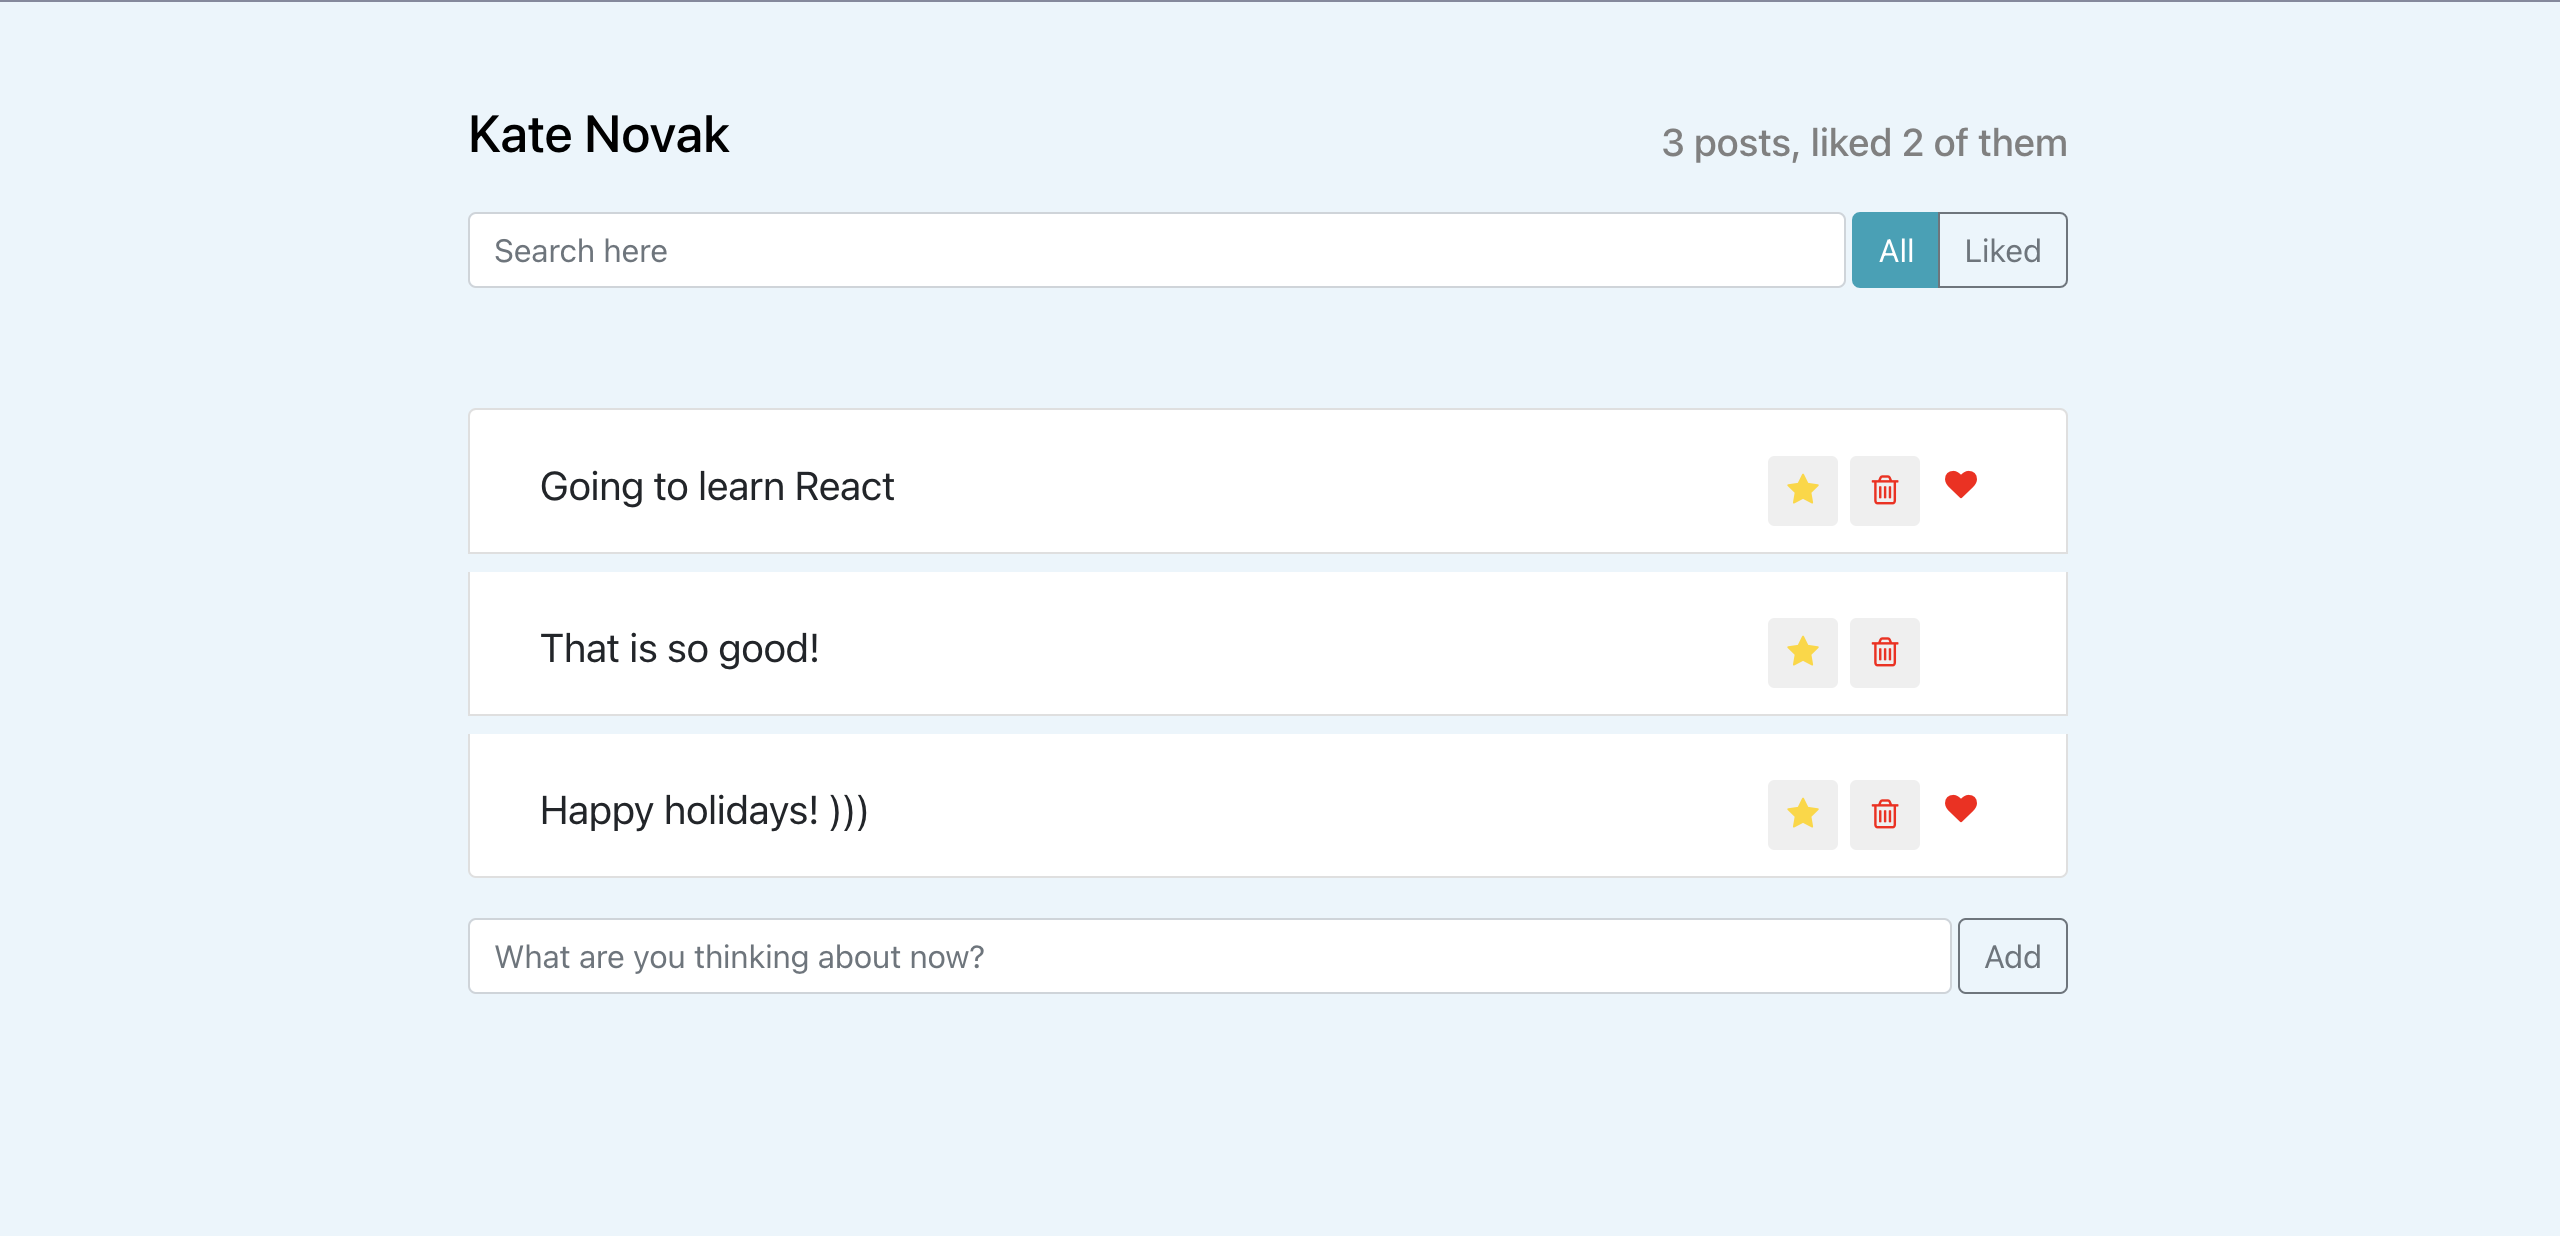 Kate Novak
3 posts, liked 2 of them
Search here
All
Liked
Going to learn React
That is so good!
Happy holidays! )))
What are you thinking about now?
Add